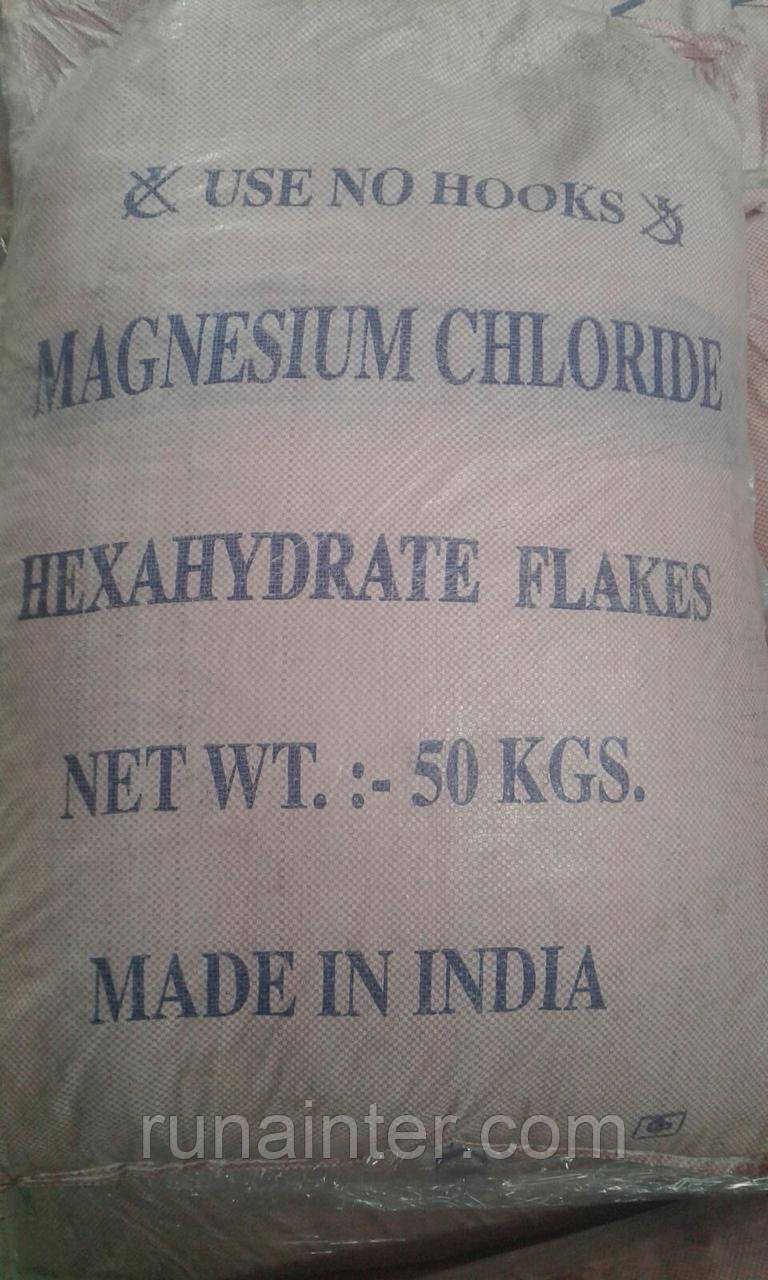 USE NO HOOKS
MAGNESIUM CHLORIDE
HEXAHYDRATE FLAKES
NET WT. :- 50 KGS.
MADE IN INDIA
runainter.com